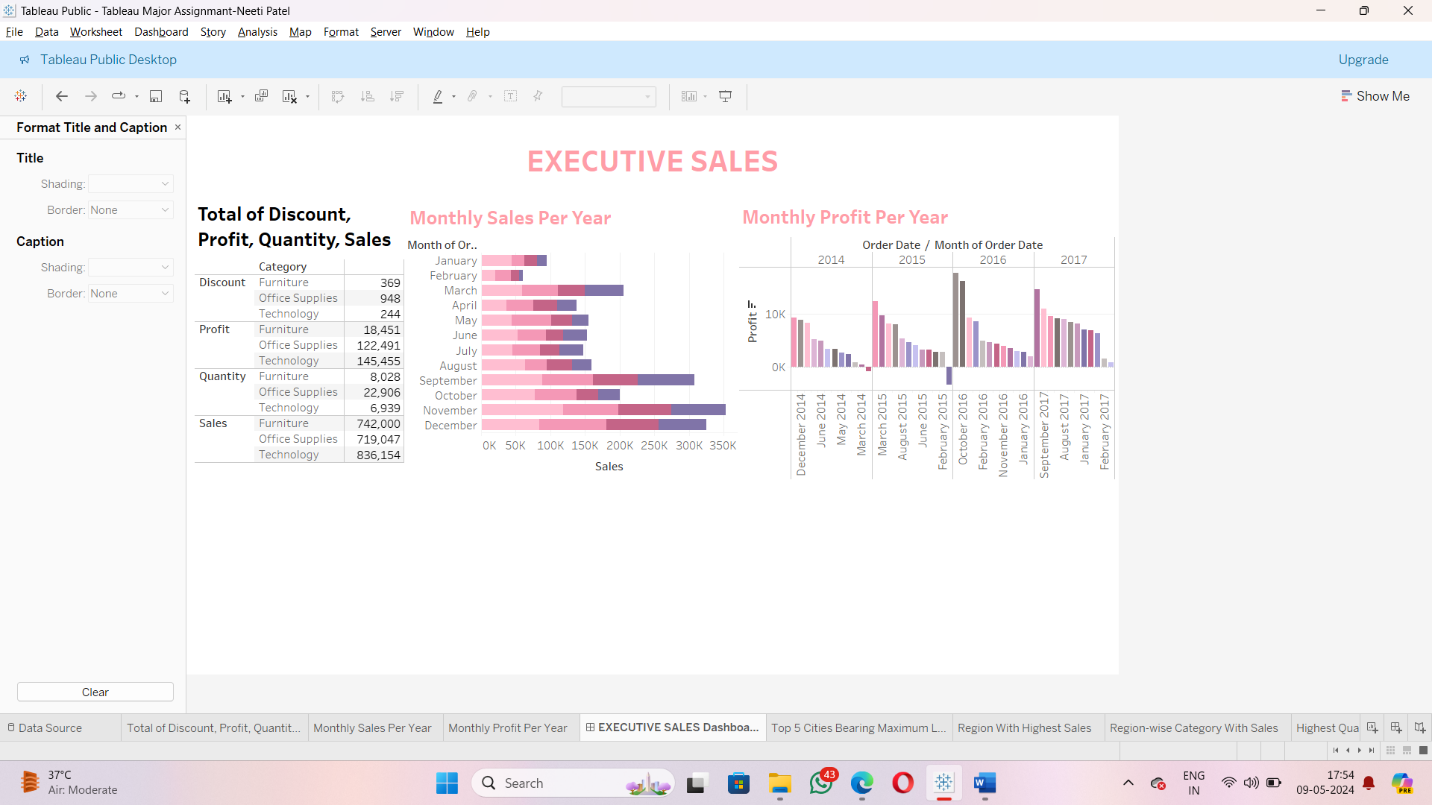 Tableau Public - Tableau Major Assignmant-Neeti Patel
File Data Worksheet Dashboard Story Analysis Map Format Server Window Help
Tableau Public Desktop Upgrade
Show Me
Format Title and Caption ×
Title
Shading:
Border: None
Caption
Shading:
Border: None
Clear
EXECUTIVE SALES
Total of Discount,
Profit, Quantity, Sales
Category
Discount Furniture 369
Office Supplies 948
Technology 244
Profit Furniture 18,451
Office Supplies 122,491
Technology 145,455
Quantity Furniture 8,028
Office Supplies 22,906
Technology 6,939
Sales Furniture 742,000
Office Supplies 719,047
Technology 836,154
Monthly Sales Per Year
Month of Or..
January
February
March
April
May
June
July
August
September
October
November
December
0K 50K 100K 150K 200K 250K 300K 350K
Sales
Monthly Profit Per Year
Order Date / Month of Order Date
2014 2015 2016 2017
Profit
10K
0K
December 2014
June 2014
May 2014
March 2014
March 2015
August 2015
June 2015
February 2015
October 2016
February 2016
November 2016
January 2016
September 2017
August 2017
January 2017
February 2017
Data Source Total of Discount, Profit, Quantit... Monthly Sales Per Year Monthly Profit Per Year EXECUTIVE SALES Dashboa... Top 5 Cities Bearing Maximum L... Region With Highest Sales Region-wise Category With Sales Highest Qua
37°C
Air: Moderate
Search
43
ENG
IN
17:54
09-05-2024
PRE